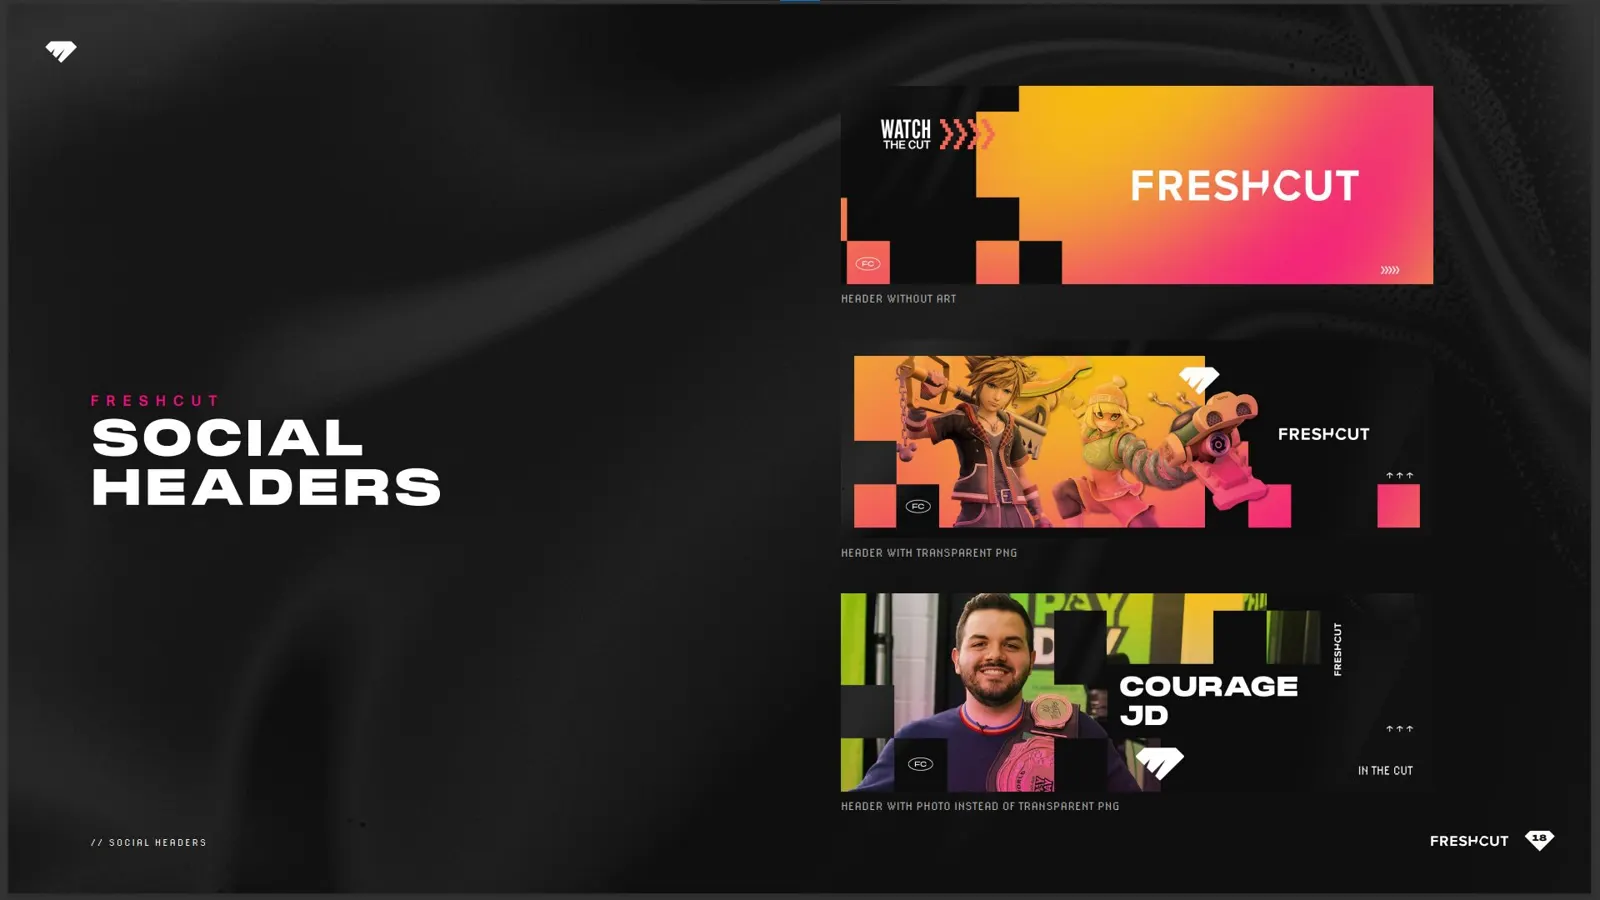 WATCH
THE CUT
FRESHCUT
FC
HEADER WITHOUT ART
FRESHCUT
SOCIAL
HEADERS
FRESHCUT
FC
HEADER WITH TRANSPARENT PNG
PAY
COURAGE
JD
FRESHCUT
FC
IN THE CUT
HEADER WITH PHOTO INSTEAD OF TRANSPARENT PNG
// SOCIAL HEADERS
FRESHCUT
18